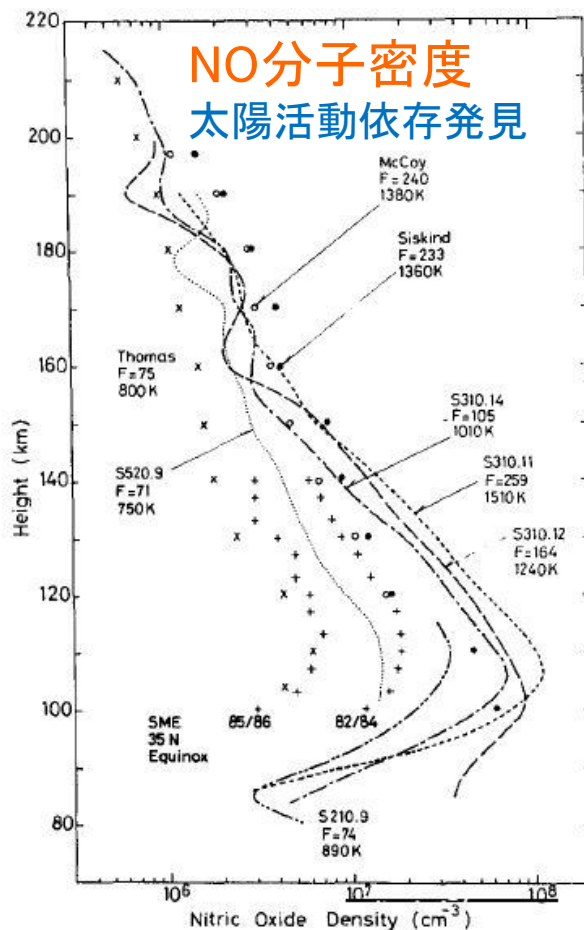 NO分子密度
太陽活動依存発見
220
200
180
160
140
120
100
80
Height (km)
McCoy
F=240
1380K
Siskind
F=233
1360K
Thomas
F=75
800K
S310.14
F=105
1010K
S520.9
F=71
750K
S310.11
F=259
1510K
S310.12
F=164
1240K
SME
35 N
Equinox
85/86
82/84
S210.9
F=74
890K
10⁶
10⁷
10⁸
Nitric Oxide Density (cm⁻³)